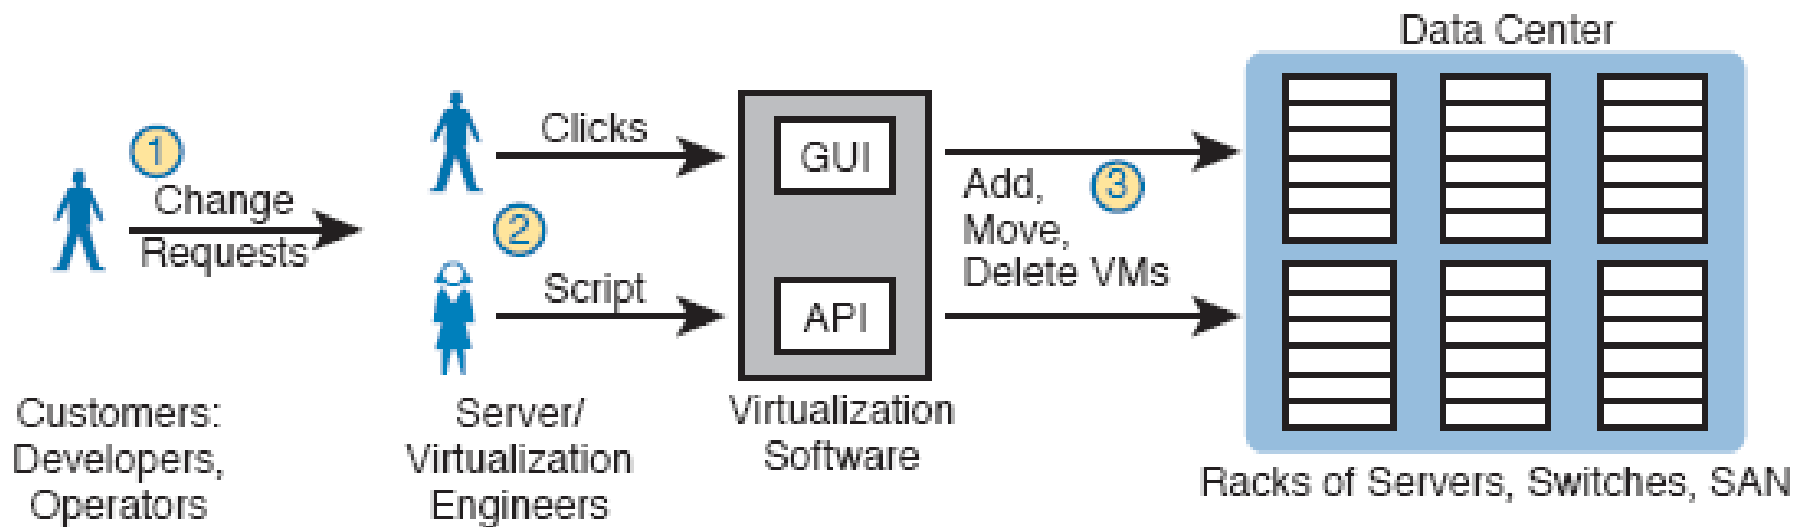 Data Center
1
Change
Requests
Clicks
2
Script
GUI
API
3
Add,
Move,
Delete VMs
Customers:
Developers,
Operators
Server/
Virtualization
Engineers
Virtualization
Software
Racks of Servers, Switches, SAN